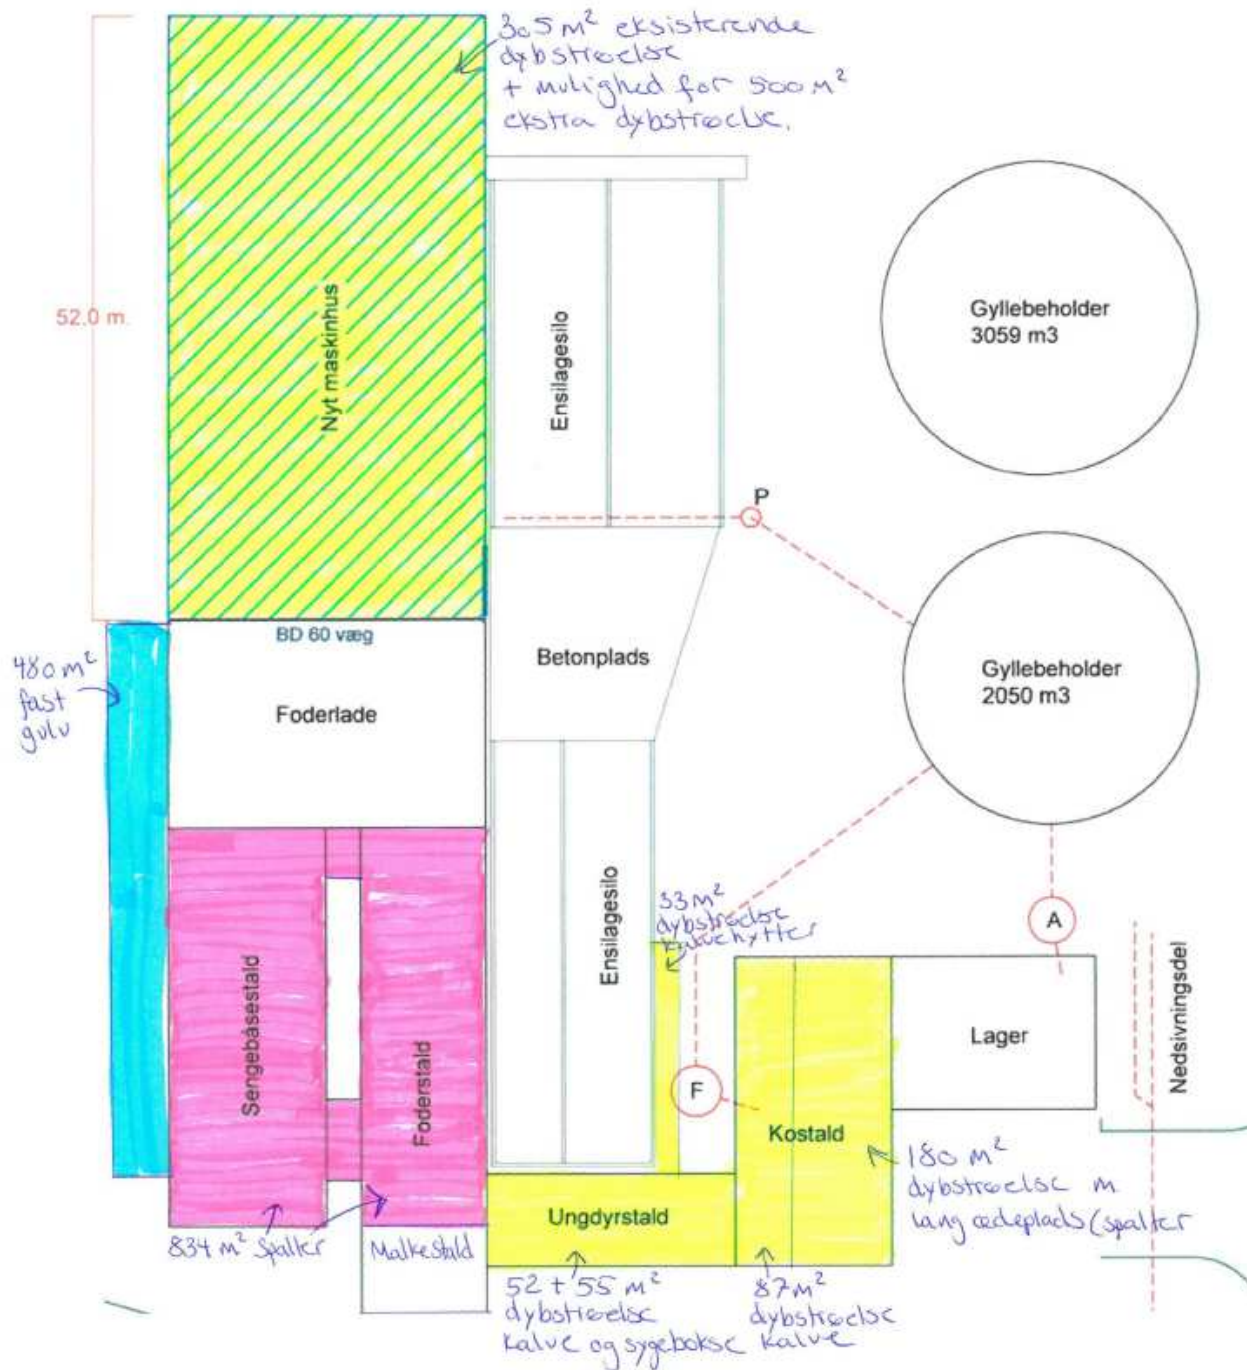 305 m² eksisterende
dybstrøelse
+ mulighed for 500 m²
ekstra dybstrøelse.
52,0 m.
Nyt maskinhus
Ensilagesilo
Gyllebeholder
3059 m3
P
BD 60 væg
Betonplads
Gyllebeholder
2050 m3
480 m²
fast
gulv
Foderlade
33 m²
dybstrøelse
kalvehytter
A
Sengebåsestald
Foderstald
Ensilagesilo
F
Lager
Nedsivningsdel
Kostald
180 m²
dybstrøelse m
lang ædeplads (spalter
Ungdyrstald
834 m² spalter
Malkestald
52 + 55 m²
dybstrøelse
kalve og sygebokse
87 m²
dybstrøelse
kalve